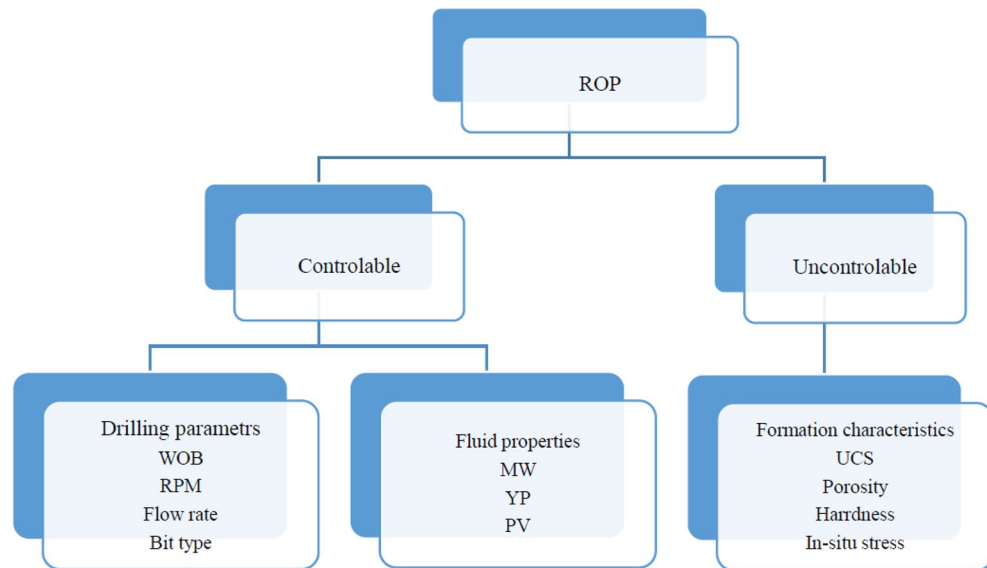 ROP
Controlable
Uncontrolable
Drilling parametrs
WOB
RPM
Flow rate
Bit type
Fluid properties
MW
YP
PV
Formation characteristics
UCS
Porosity
Harrdness
In-situ stress